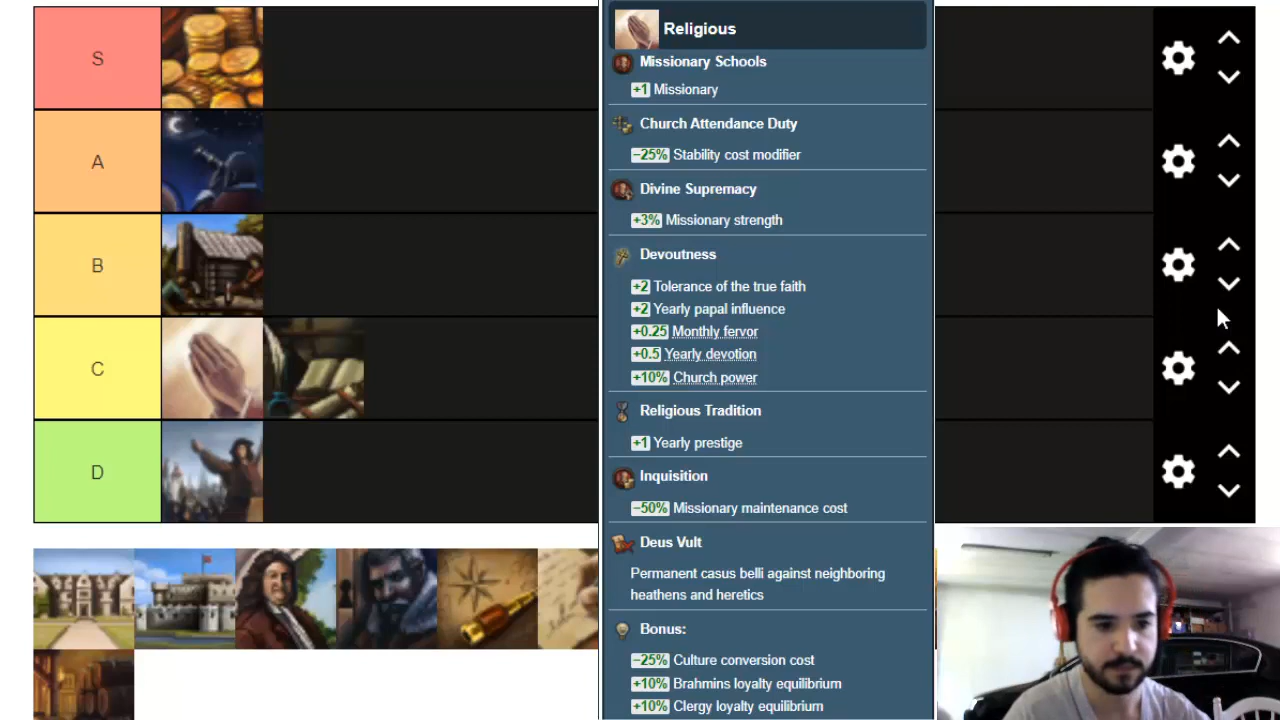 S
A
B
C
D
Religious
Missionary Schools
+1 Missionary
Church Attendance Duty
−25% Stability cost modifier
Divine Supremacy
+3% Missionary strength
Devoutness
+2 Tolerance of the true faith
+2 Yearly papal influence
+0.25 Monthly fervor
+0.5 Yearly devotion
+10% Church power
Religious Tradition
+1 Yearly prestige
Inquisition
−50% Missionary maintenance cost
Deus Vult
Permanent casus belli against neighboring
heathens and heretics
Bonus:
−25% Culture conversion cost
+10% Brahmins loyalty equilibrium
+10% Clergy loyalty equilibrium